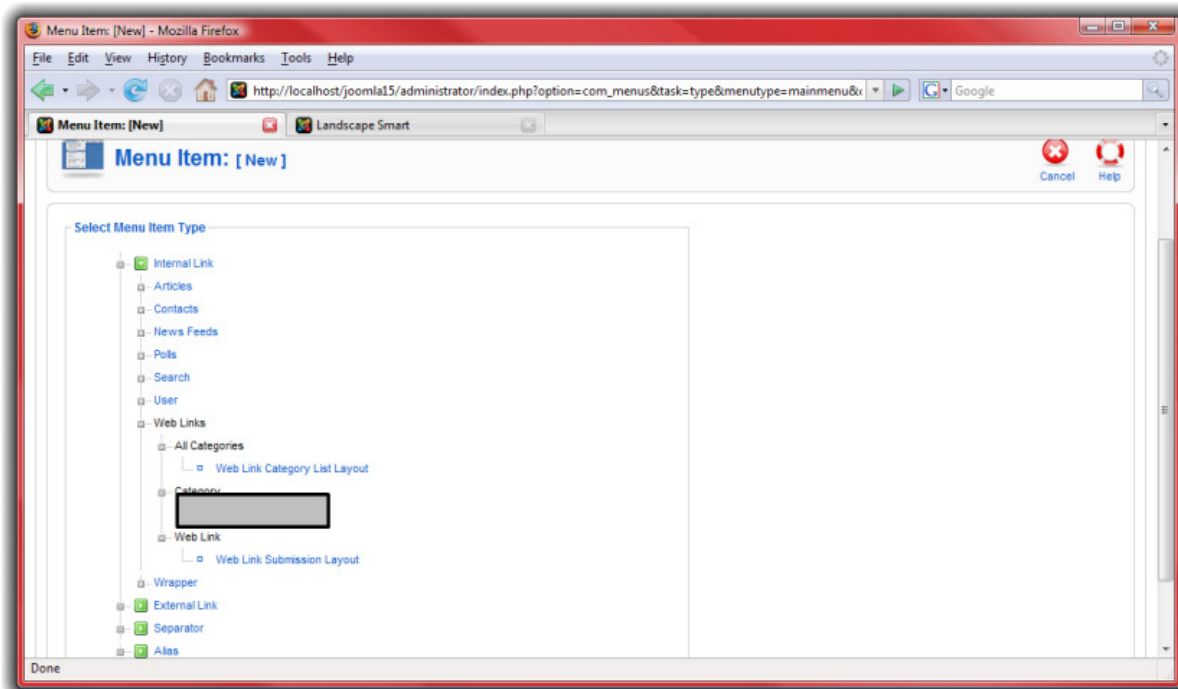 Menu Item: [New] - Mozilla Firefox
File Edit View History Bookmarks Tools Help
http://localhost/joomla15/administrator/index.php?option=com_menus&task=type&menutype=mainmenu& Google
Menu Item: [New] Landscape Smart
Menu Item: [ New ]
Cancel Help
Select Menu Item Type
Internal Link
Articles
Contacts
News Feeds
Polls
Search
User
Web Links
All Categories
Web Link Category List Layout
Category
Web Link
Web Link Submission Layout
Wrapper
External Link
Separator
Alias
Done